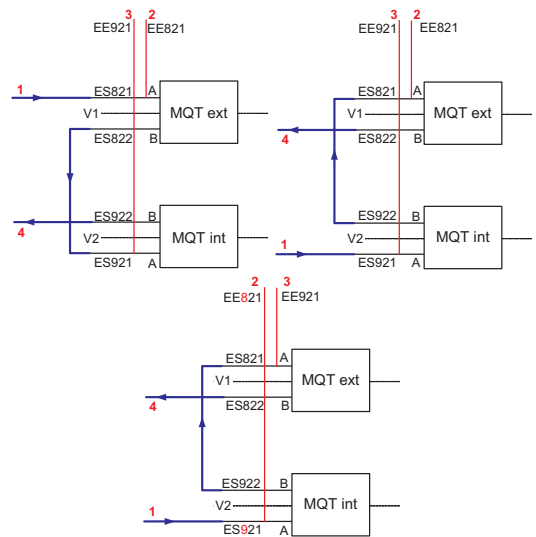 3 2
EE921 EE821
1 ES821 A
V1 MQT ext
ES822 B
ES922 B
4 V2 MQT int
ES921 A
3 2
EE921 EE821
ES821 A
V1 MQT ext
4 ES822 B
ES922 B
1 V2 MQT int
ES921 A
2 3
EE821 EE921
ES821 A
V1 MQT ext
4 ES822 B
ES922 B
1 V2 MQT int
ES921 A